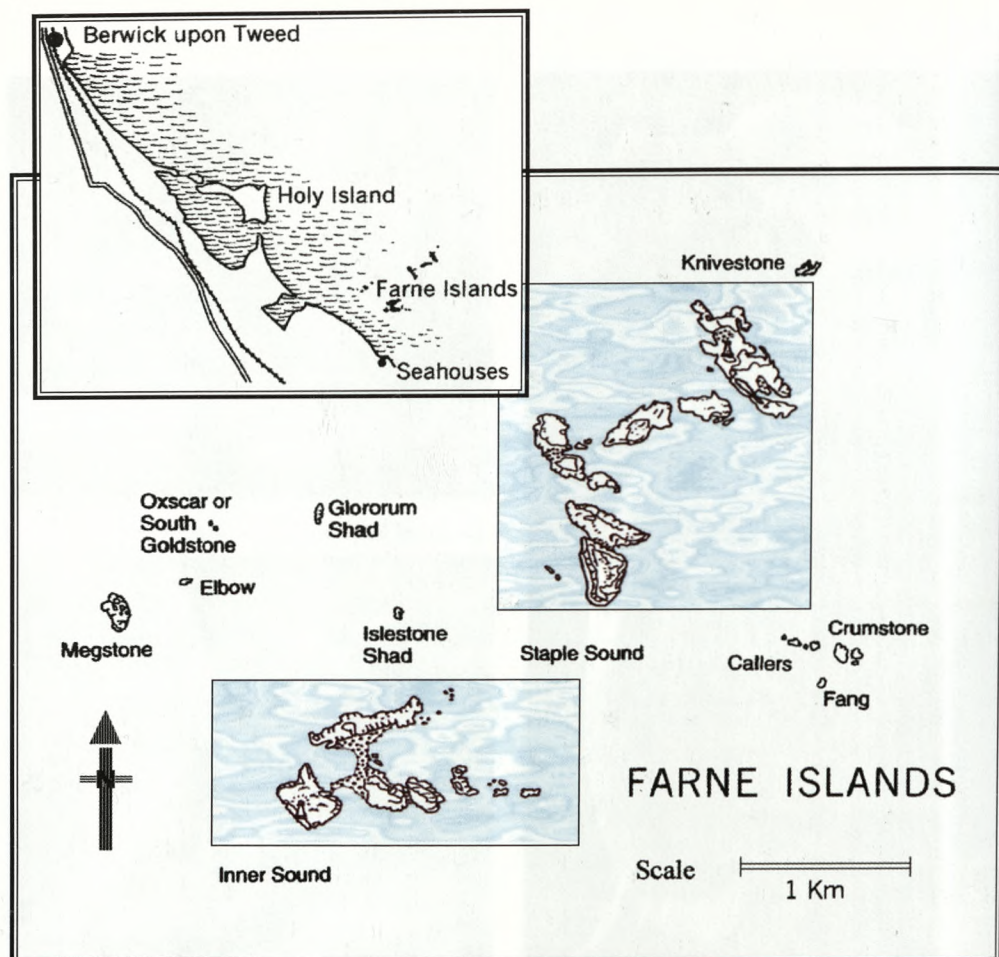 Berwick upon Tweed
Holy Island
Farne Islands
Seahouses
Knivestone
Oxscar or
South
Goldstone
Glororum
Shad
Elbow
Megstone
Islestone
Shad
Staple Sound
Crumstone
Callers
Fang
N
FARNE ISLANDS
Inner Sound
Scale
1 Km